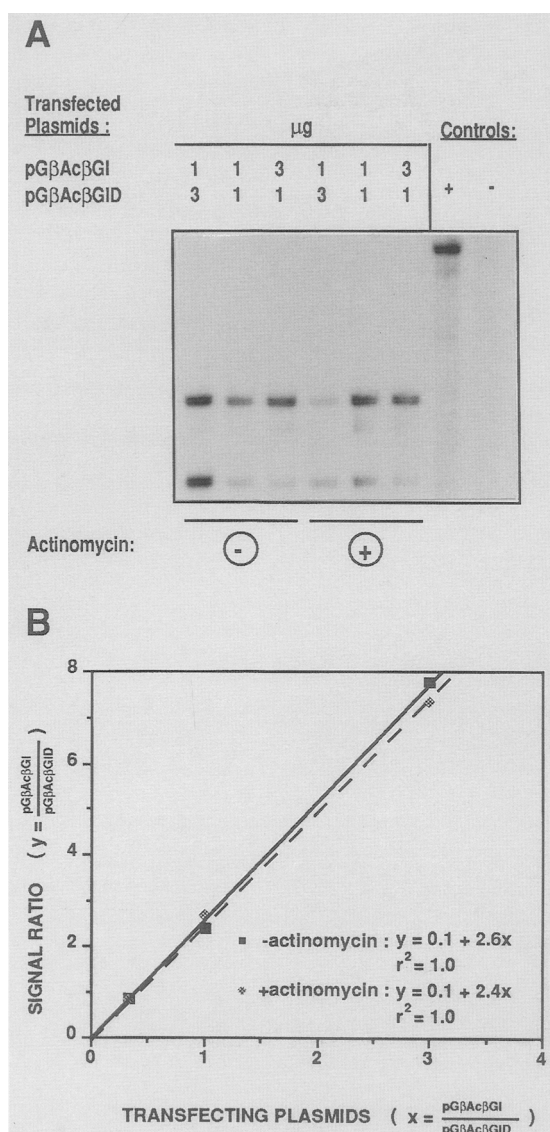 A
Transfected
Plasmids :
µg
Controls:
pGβAcβGI 1 1 3 1 1 3
pGβAcβGID 3 1 1 3 1 1
+ -
Actinomycin: - +
B
SIGNAL RATIO ( y = pGβAcβGI / pGβAcβGID )
8
6
4
2
0
-actinomycin : y = 0.1 + 2.6x
r² = 1.0
+actinomycin : y = 0.1 + 2.4x
r² = 1.0
0 1 2 3 4
TRANSFECTING PLASMIDS ( x = pGβAcβGI / pGβAcβGID )